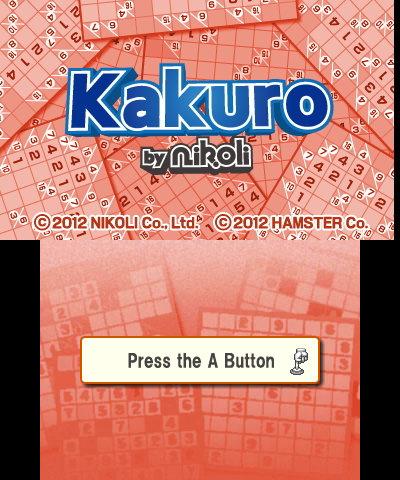 Kakuro
by nikoli
© 2012 NIKOLI Co., Ltd. © 2012 HAMSTER Co.
Press the A Button